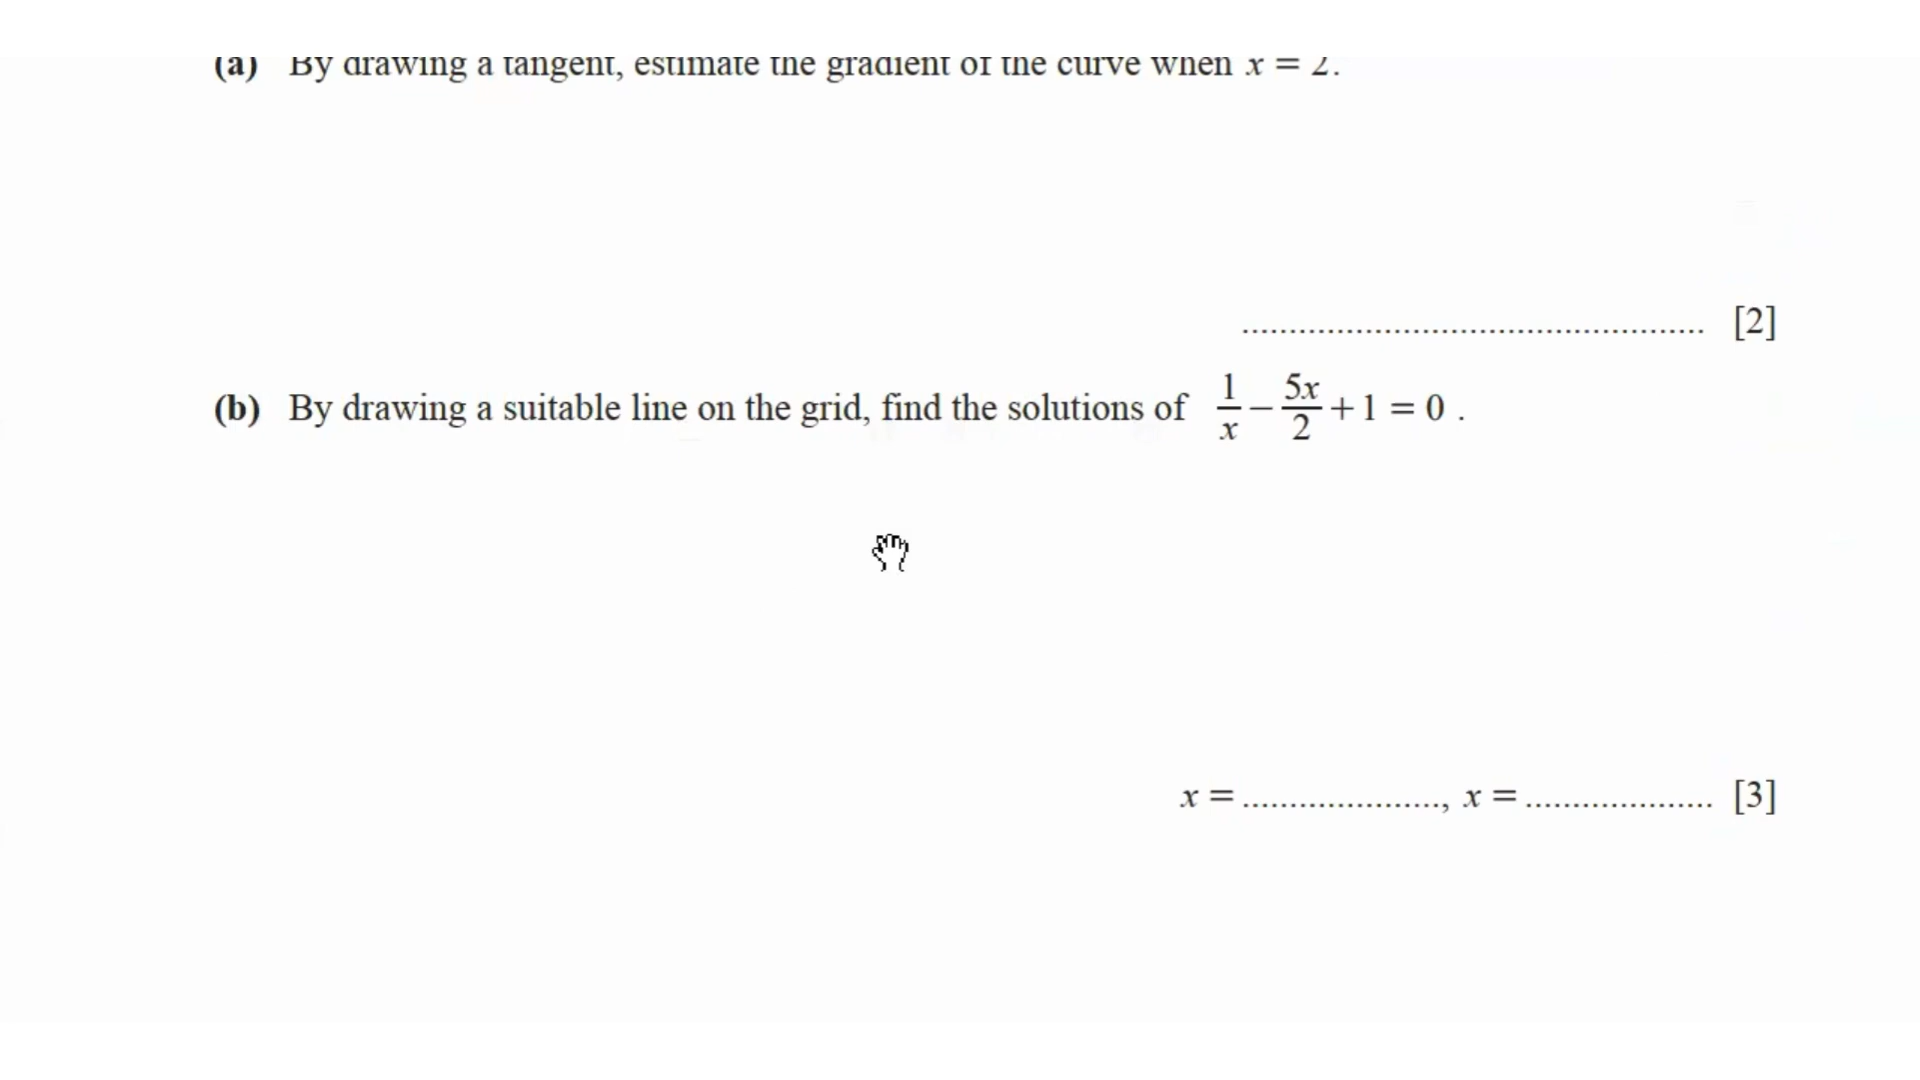 (a) By drawing a tangent, estimate the gradient of the curve when x = 2.
.................................................. [2]
(b) By drawing a suitable line on the grid, find the solutions of 1/x − 5x/2 + 1 = 0 .
x = ....................., x = .................... [3]